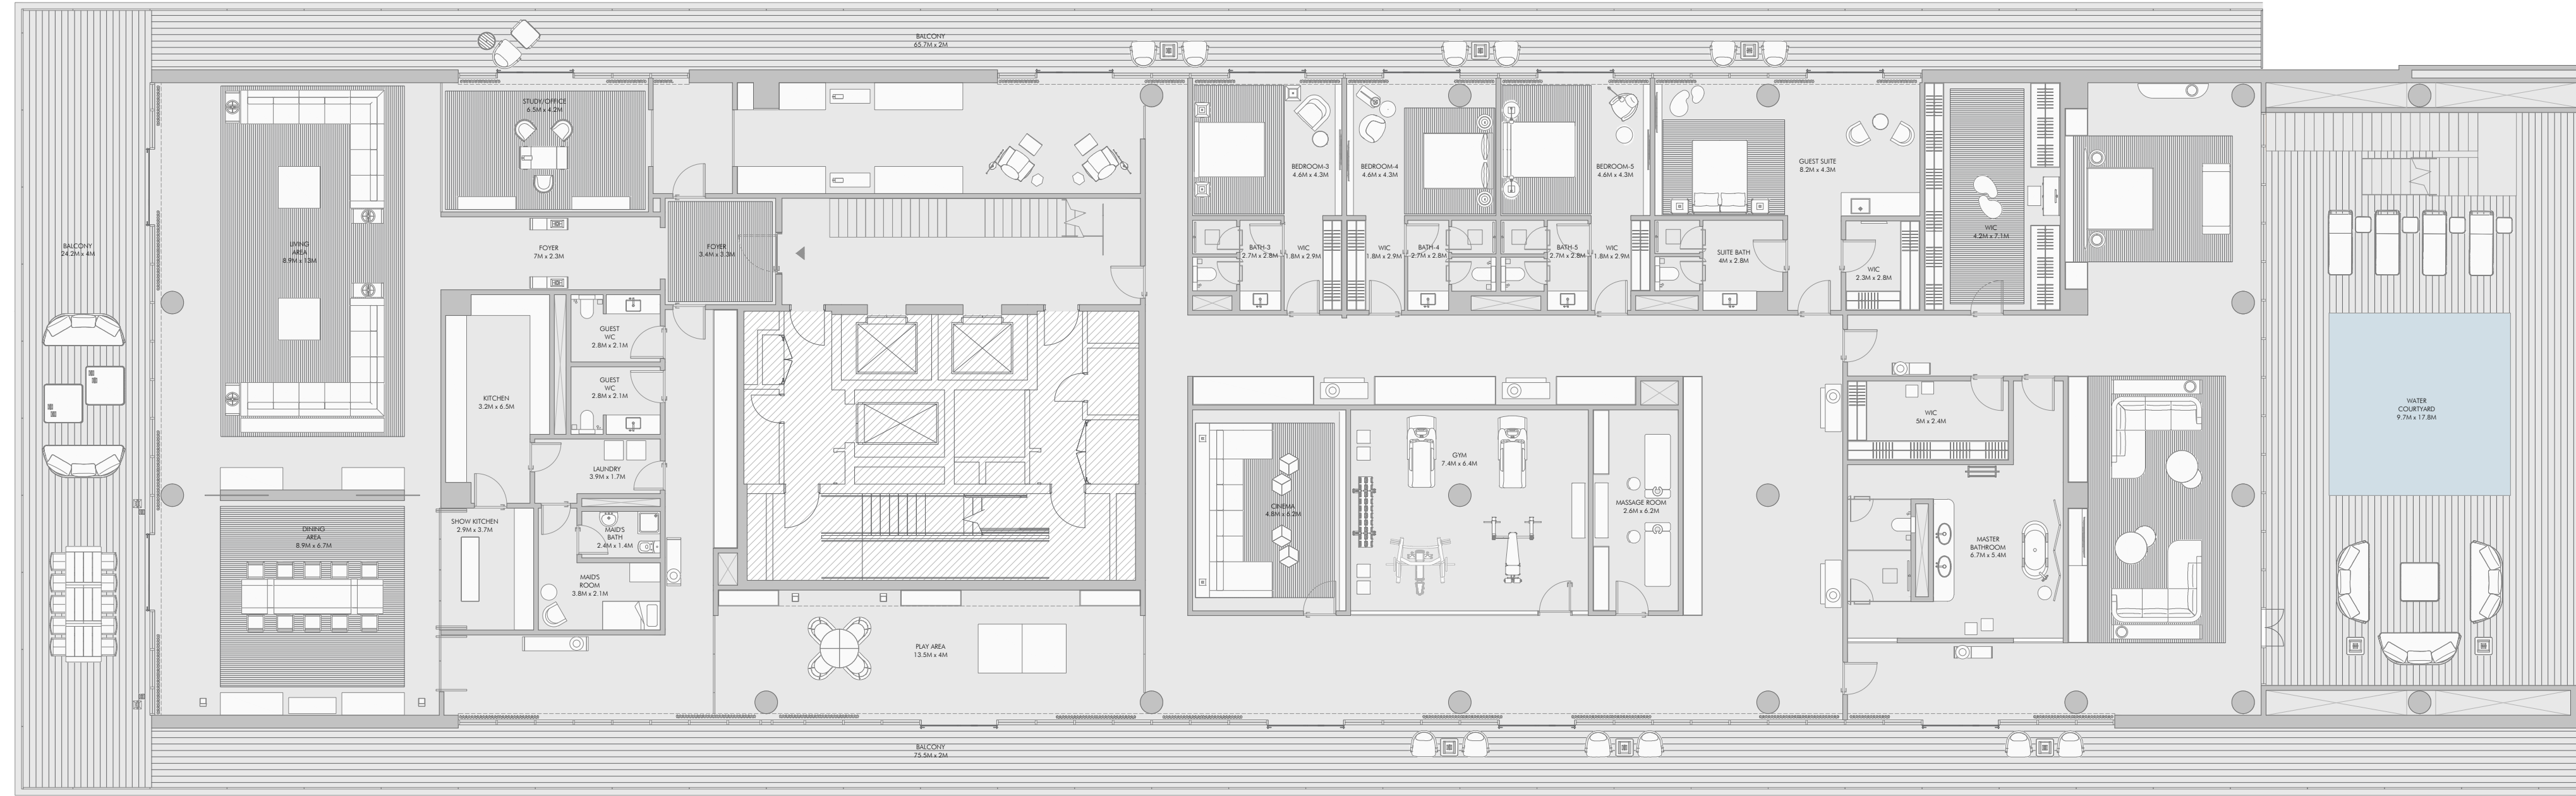 BALCONY
65.7M x 2M
STUDY/OFFICE
6.5M x 4.2M
BEDROOM-3
4.6M x 4.3M
BEDROOM-4
4.6M x 4.3M
BEDROOM-5
4.6M x 4.3M
GUEST SUITE
8.2M x 4.3M
WIC
4.2M x 7.1M
BALCONY
24.2M x 4M
LIVING
AREA
8.9M x 13M
FOYER
7M x 2.3M
FOYER
3.4M x 3.3M
BATH-3
2.7M x 2.8M
WIC
1.8M x 2.9M
WIC
1.8M x 2.9M
BATH-4
2.7M x 2.8M
BATH-5
2.7M x 2.8M
WIC
1.8M x 2.9M
SUITE BATH
4M x 2.8M
WIC
2.3M x 2.8M
GUEST
WC
2.8M x 2.1M
GUEST
WC
2.8M x 2.1M
KITCHEN
3.2M x 6.5M
WIC
5M x 2.4M
WATER
COURTYARD
9.7M x 17.8M
LAUNDRY
3.9M x 1.7M
GYM
7.4M x 6.4M
CINEMA
4.8M x 6.2M
MASSAGE ROOM
2.6M x 6.2M
SHOW KITCHEN
2.9M x 3.7M
DINING
AREA
8.9M x 6.7M
MAID'S
BATH
2.4M x 1.4M
MASTER
BATHROOM
6.7M x 5.4M
MAID'S
ROOM
3.8M x 2.1M
PLAY AREA
13.5M x 4M
BALCONY
75.5M x 2M